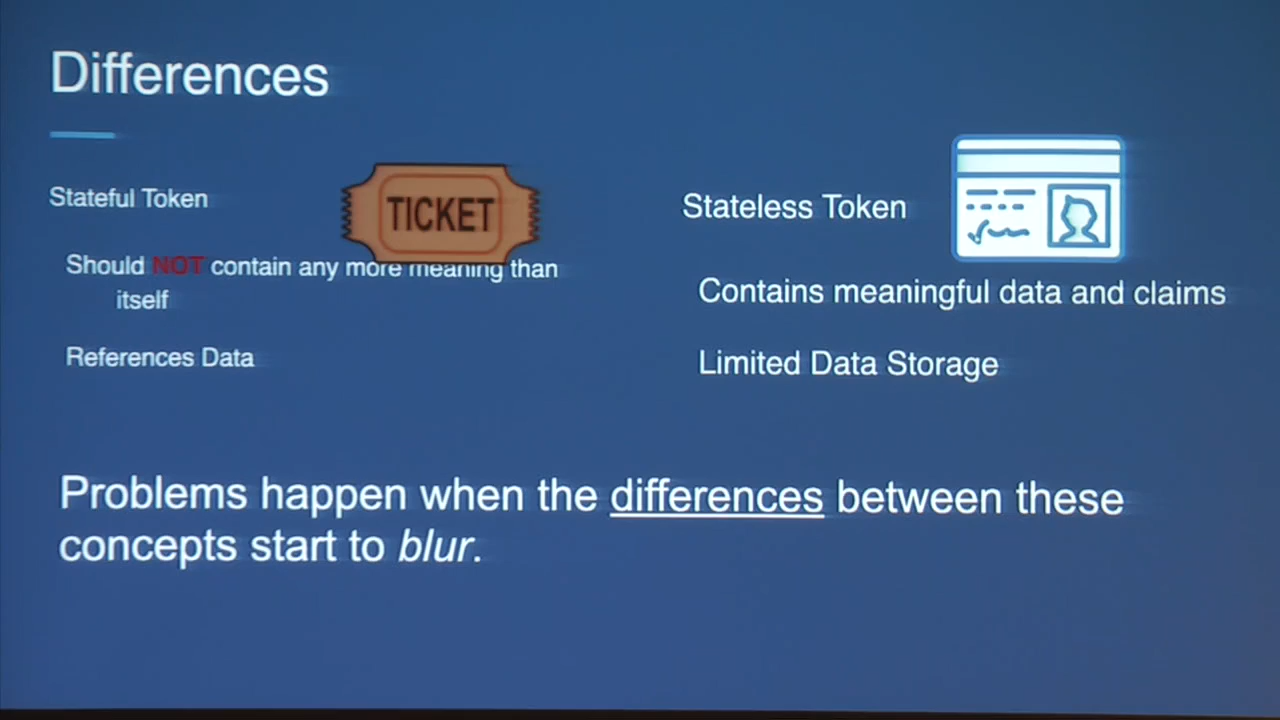 Differences
Stateful Token
TICKET
Should NOT contain any more meaning than
itself
References Data
Stateless Token
Contains meaningful data and claims
Limited Data Storage
Problems happen when the differences between these
concepts start to blur.